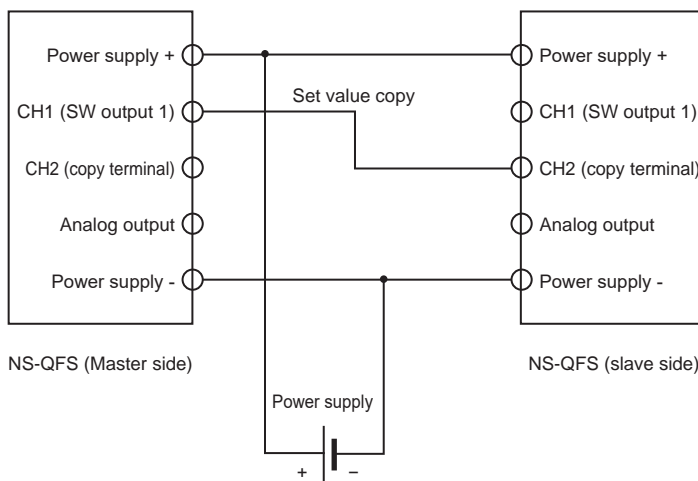 Power supply +
CH1 (SW output 1)
CH2 (copy terminal)
Analog output
Power supply -
NS-QFS (Master side)
Set value copy
Power supply +
CH1 (SW output 1)
CH2 (copy terminal)
Analog output
Power supply -
NS-QFS (slave side)
Power supply
+ −